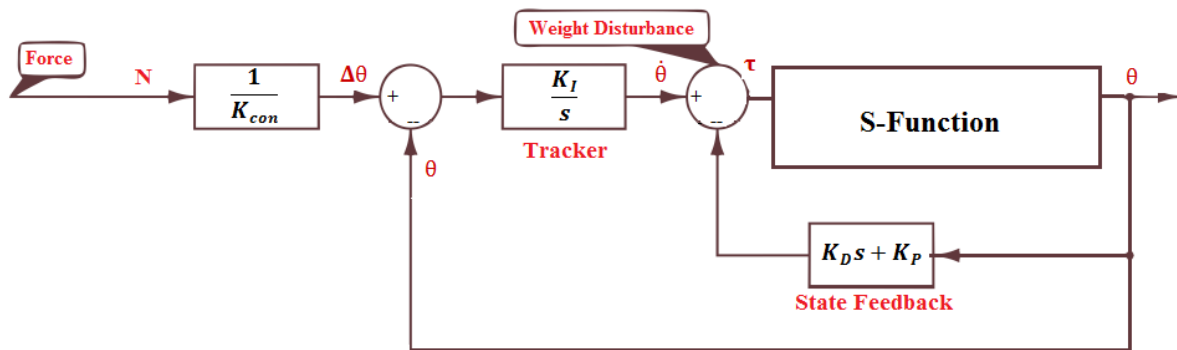 Weight Disturbance
Force
N
1
K_con
Δθ
+
--
K_I
s
Tracker
θ̇
+
--
τ
S-Function
θ
θ
K_D s + K_P
State Feedback